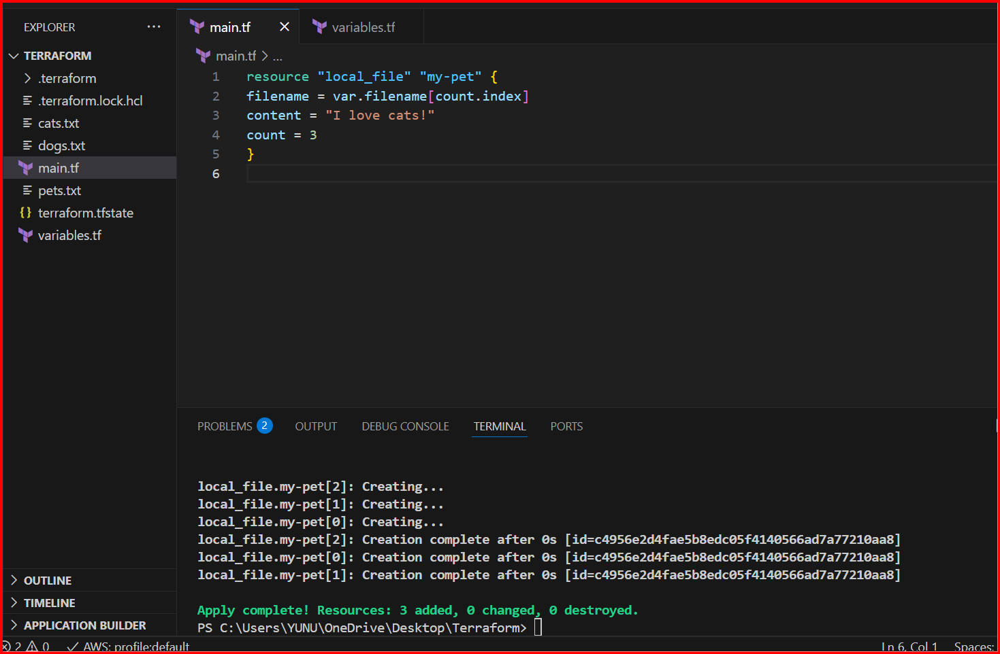 EXPLORER ...
TERRAFORM
.terraform
.terraform.lock.hcl
cats.txt
dogs.txt
main.tf
pets.txt
{} terraform.tfstate
variables.tf
OUTLINE
TIMELINE
APPLICATION BUILDER
main.tf
variables.tf
main.tf > ...
1 resource "local_file" "my-pet" {
2 filename = var.filename[count.index]
3 content = "I love cats!"
4 count = 3
5 }
6
PROBLEMS 2 OUTPUT DEBUG CONSOLE TERMINAL PORTS
local_file.my-pet[2]: Creating...
local_file.my-pet[1]: Creating...
local_file.my-pet[0]: Creating...
local_file.my-pet[2]: Creation complete after 0s [id=c4956e2d4fae5b8edc05f4140566ad7a77210aa8]
local_file.my-pet[0]: Creation complete after 0s [id=c4956e2d4fae5b8edc05f4140566ad7a77210aa8]
local_file.my-pet[1]: Creation complete after 0s [id=c4956e2d4fae5b8edc05f4140566ad7a77210aa8]
Apply complete! Resources: 3 added, 0 changed, 0 destroyed.
PS C:\Users\YUNU\OneDrive\Desktop\Terraform>
2 0 AWS: profile:default Ln 6, Col 1 Spaces: